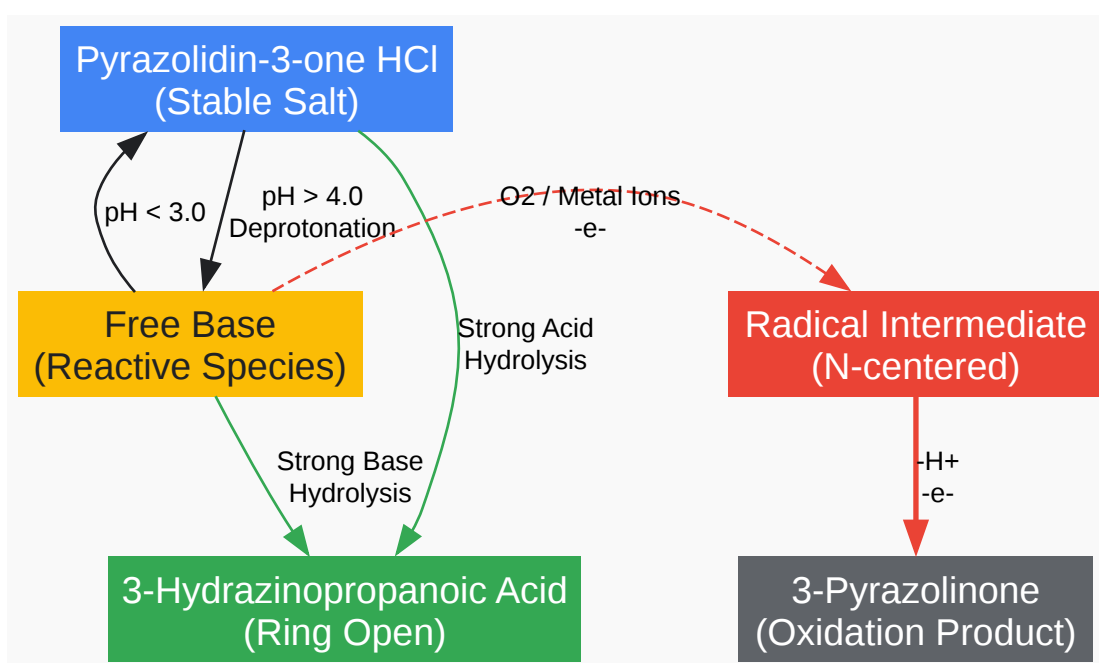 Pyrazolidin-3-one HCl
(Stable Salt)
pH < 3.0
pH > 4.0
Deprotonation
O2 / Metal Ions
-e-
Free Base
(Reactive Species)
Strong Acid
Hydrolysis
Radical Intermediate
(N-centered)
Strong Base
Hydrolysis
-H+
-e-
3-Hydrazinopropanoic Acid
(Ring Open)
3-Pyrazolinone
(Oxidation Product)